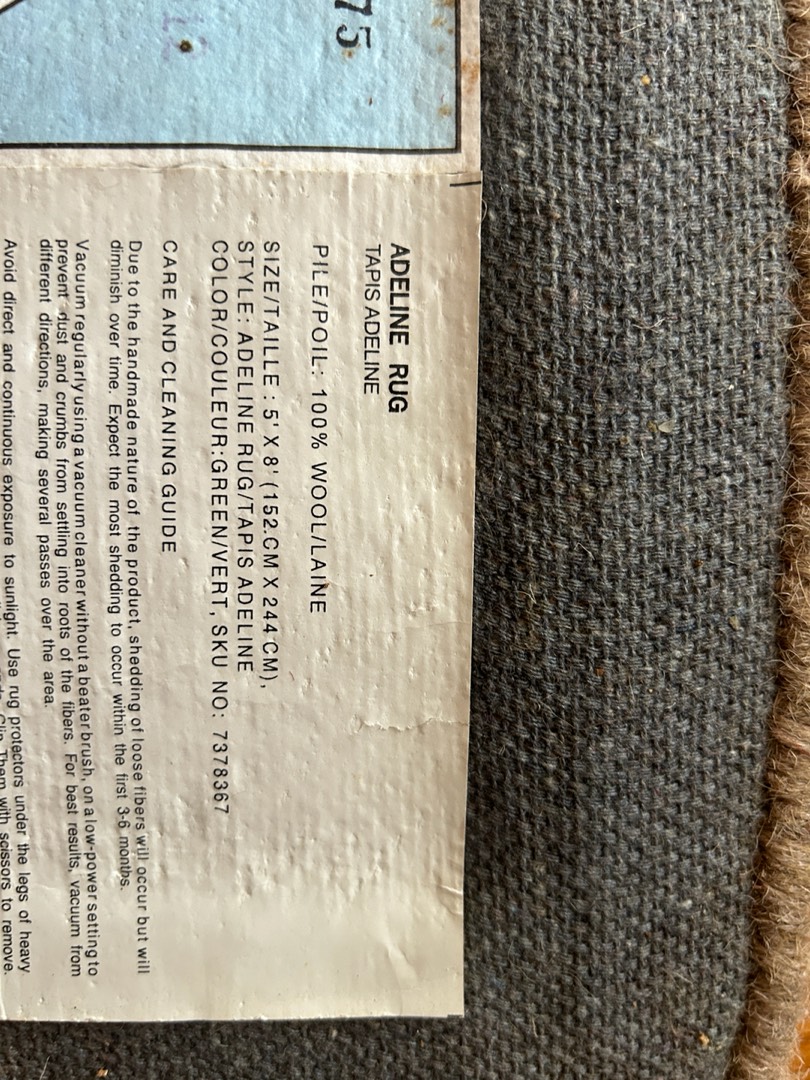 75
ADELINE RUG
TAPIS ADELINE
PILE/POIL: 100% WOOL/LAINE
SIZE/TAILLE : 5' X 8' (152.CM X 244 CM),
STYLE: ADELINE RUG/TAPIS ADELINE
COLOR/COULEUR:GREEN/VERT, SKU NO: 7378367
CARE AND CLEANING GUIDE
Due to the handmade nature of the product, shedding of loose fibers will occur but will
diminish over time. Expect the most shedding to occur within the first 3-6 months.
Vacuum regularly using a vacuum cleaner without a beater brush, on a low-power setting to
prevent dust and crumbs from settling into roots of the fibers. For best results, vacuum from
different directions, making several passes over the area.
Avoid direct and continuous exposure to sunlight. Use rug protectors under the legs of heavy
Clip Them with scissors to remove.